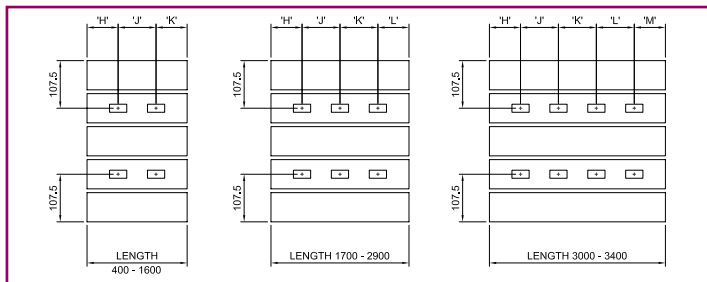 'H' 'J' 'K'
107.5
107.5
LENGTH
400 - 1600
'H' 'J' 'K' 'L'
107.5
107.5
LENGTH 1700 - 2900
'H' 'J' 'K' 'L' 'M'
107.5
107.5
LENGTH 3000 - 3400